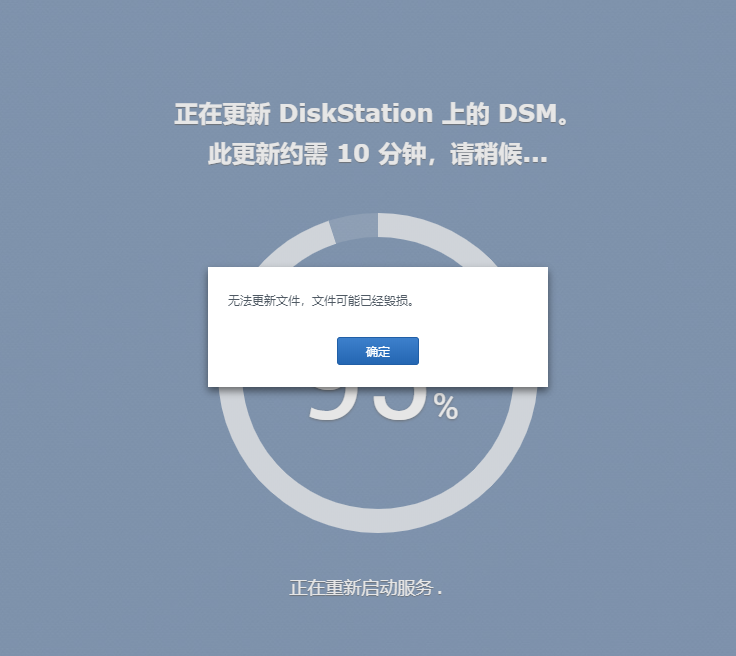 正在更新 DiskStation 上的 DSM。
此更新约需 10 分钟，请稍候...
无法更新文件，文件可能已经毁损。
确定
95%
正在重新启动服务 .